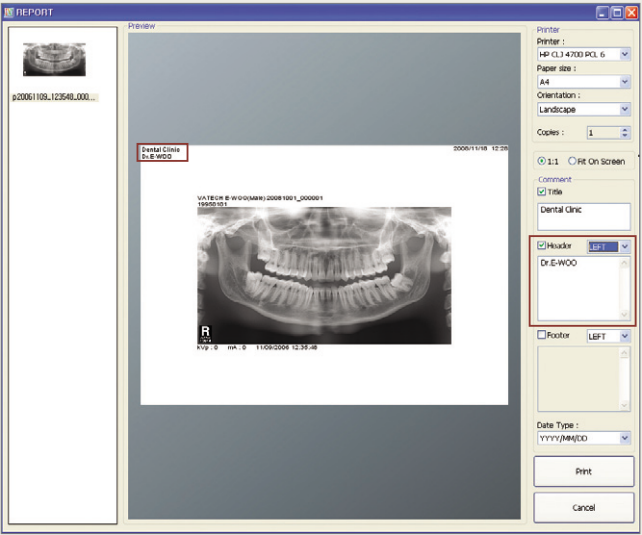 REPORT
Preview
p20061109_123548_000...
Dental Clinic
Dr.E-WOO
2006/11/16 12:28
VATECH E-WOO(Male) 20061001_000001
19950101
R
kVp : 0 mA : 0 11/09/2006 12:35:48
Printer
Printer :
HP CLJ 4700 PCL 6
Paper size :
A4
Orientation :
Landscape
Copies : 1
1:1 Fit On Screen
Comment
Title
Dental Clinic
Header LEFT
Dr.E-WOO
Footer LEFT
Date Type :
YYYY/MM/DD
Print
Cancel